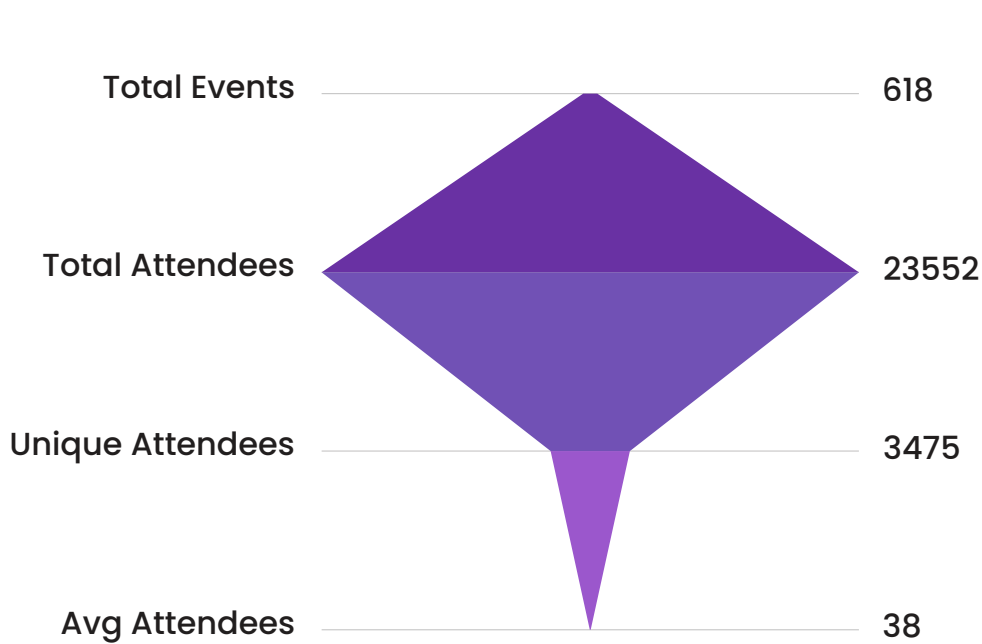 Total Events 618
Total Attendees 23552
Unique Attendees 3475
Avg Attendees 38